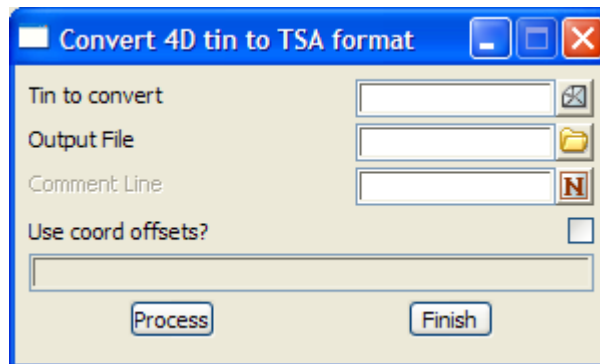 Convert 4D tin to TSA format
Tin to convert
Output File
Comment Line
N
Use coord offsets?
Process Finish